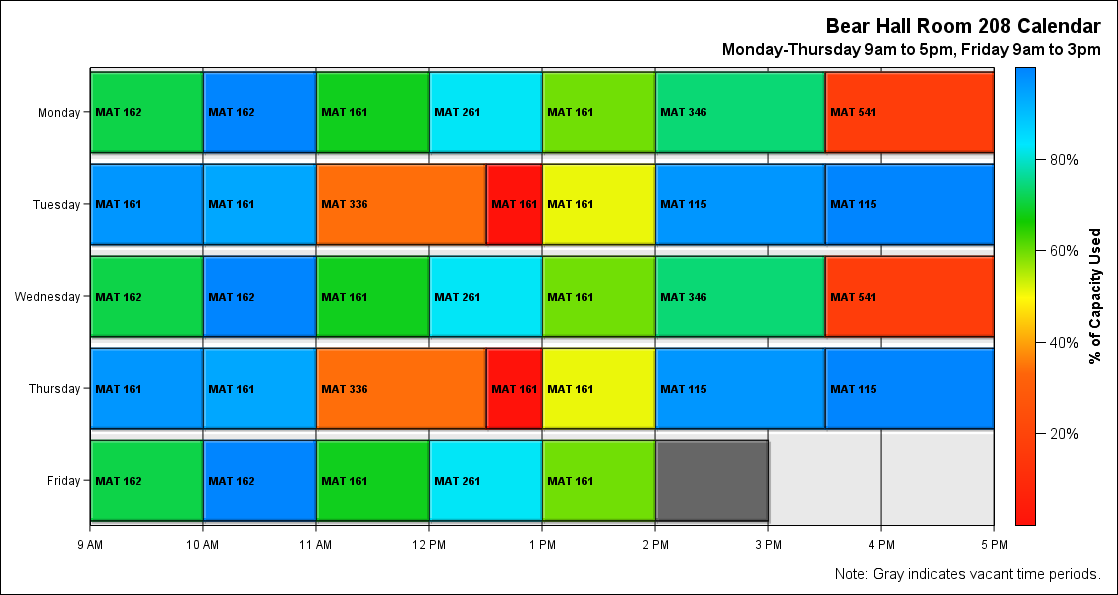 Bear Hall Room 208 Calendar
Monday-Thursday 9am to 5pm, Friday 9am to 3pm
Monday MAT 162 MAT 162 MAT 161 MAT 261 MAT 161 MAT 346 MAT 541
80%
Tuesday MAT 161 MAT 161 MAT 336 MAT 161 MAT 161 MAT 115 MAT 115
60%
Wednesday MAT 162 MAT 162 MAT 161 MAT 261 MAT 161 MAT 346 MAT 541
% of Capacity Used
40%
Thursday MAT 161 MAT 161 MAT 336 MAT 161 MAT 161 MAT 115 MAT 115
20%
Friday MAT 162 MAT 162 MAT 161 MAT 261 MAT 161
9 AM 10 AM 11 AM 12 PM 1 PM 2 PM 3 PM 4 PM 5 PM
Note: Gray indicates vacant time periods.